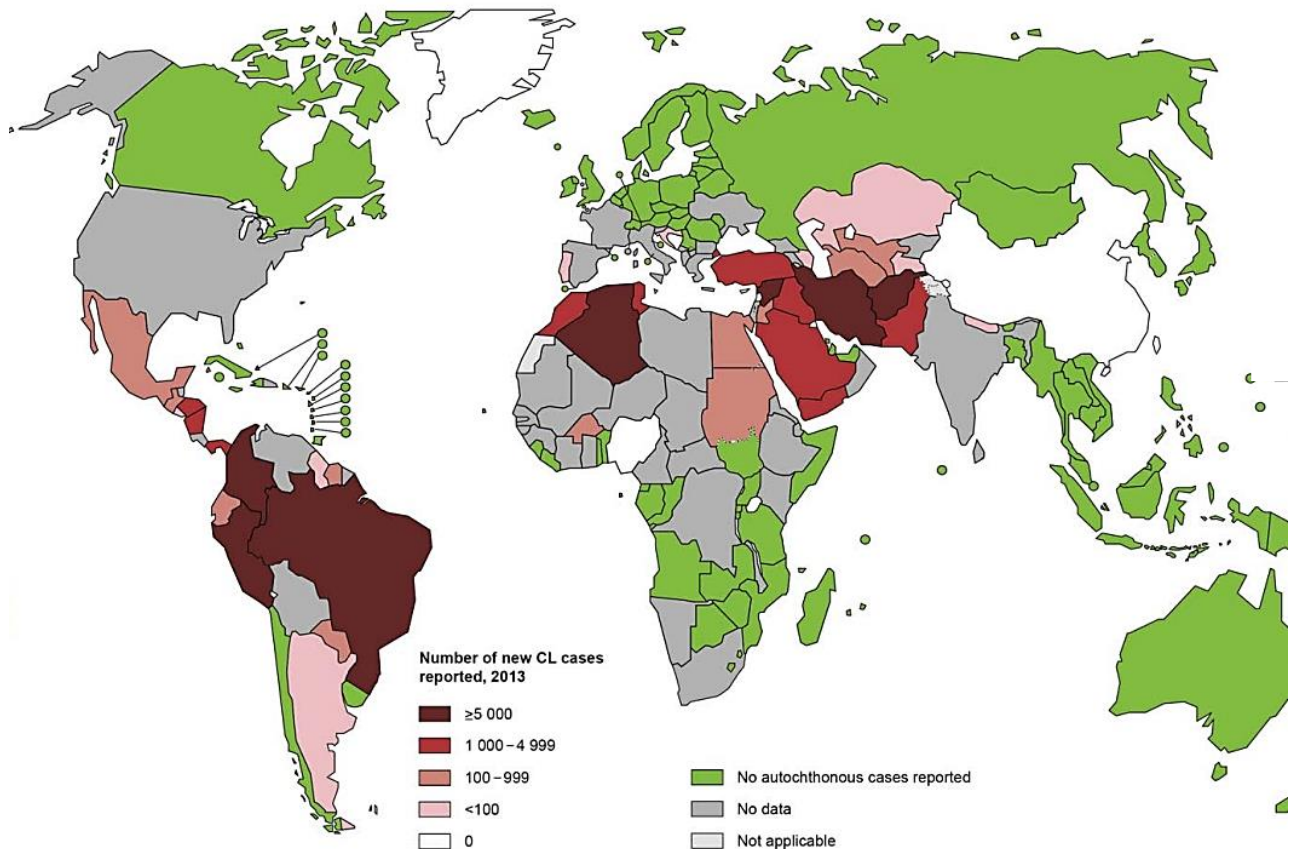 Number of new CL cases
reported, 2013
≥5 000
1 000–4 999
100–999
<100
0
No autochthonous cases reported
No data
Not applicable